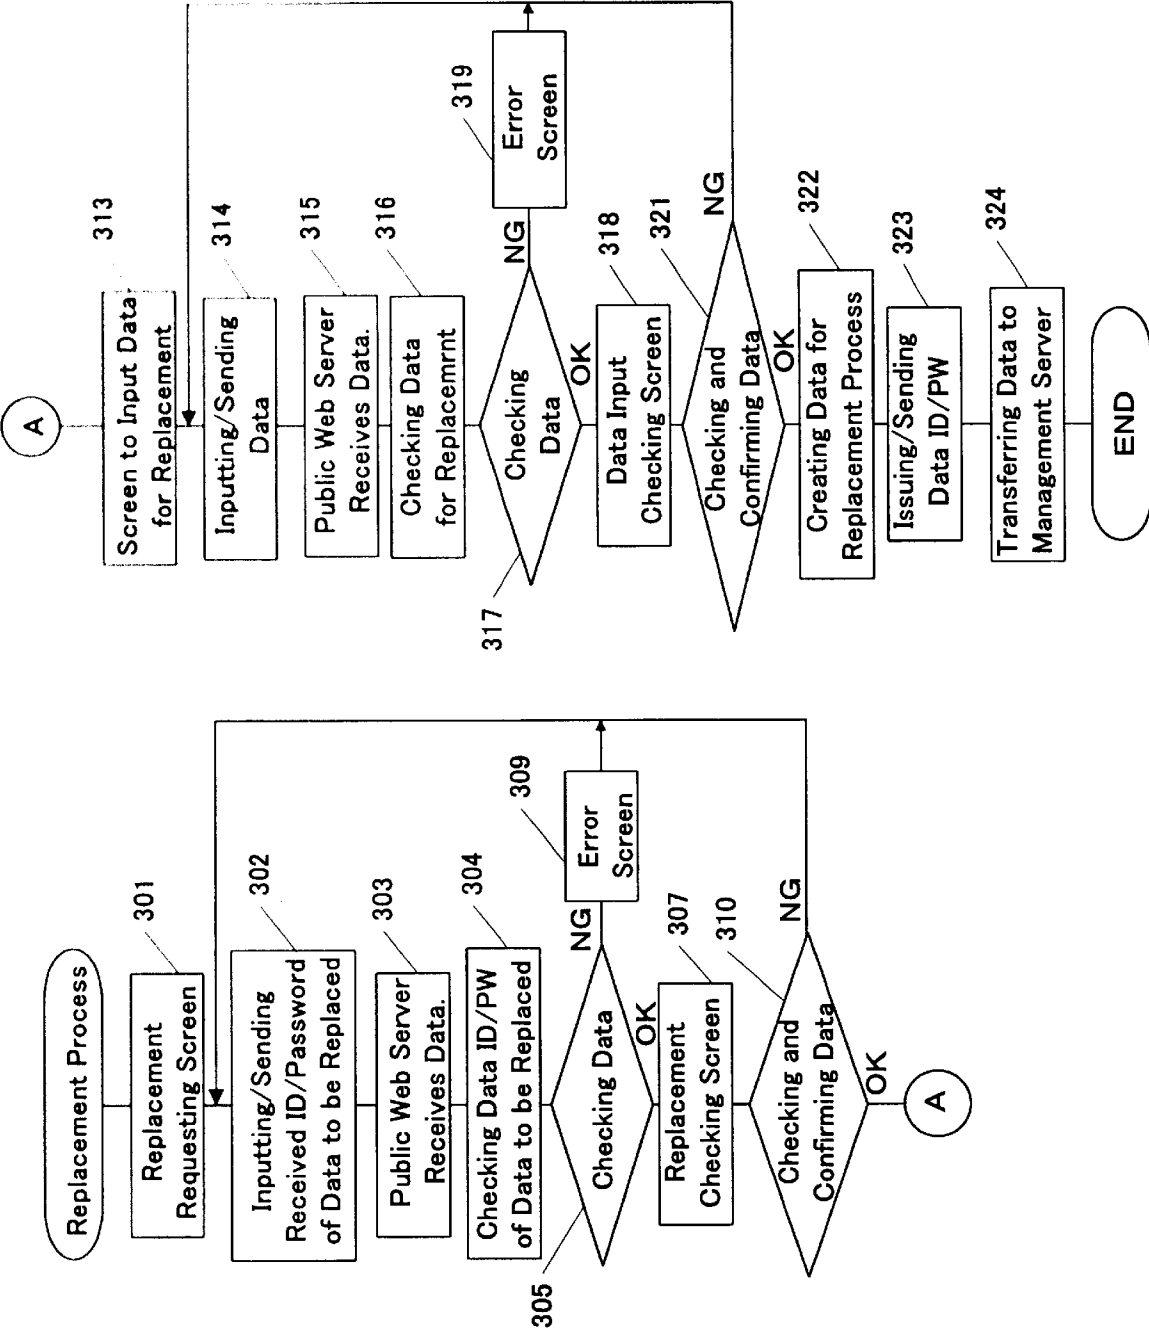 Replacement Process
301
Replacement
Requesting Screen
302
Inputting/Sending
Received ID/Password
of Data to be Replaced
303
Public Web Server
Receives Data.
304
Checking Data ID/PW
of Data to be Replaced
305
Checking Data
NG
309
Error
Screen
OK
307
Replacement
Checking Screen
310
Checking and
Confirming Data
NG
OK
A
A
313
Screen to Input Data
for Replacement
314
Inputting/Sending
Data
315
Public Web Server
Receives Data.
316
Checking Data
for Replacemrnt
317
Checking
Data
NG
319
Error
Screen
OK
318
Data Input
Checking Screen
321
Checking and
Confirming Data
NG
OK
322
Creating Data for
Replacement Process
323
Issuing/Sending
Data ID/PW
324
Transferring Data to
Management Server
END